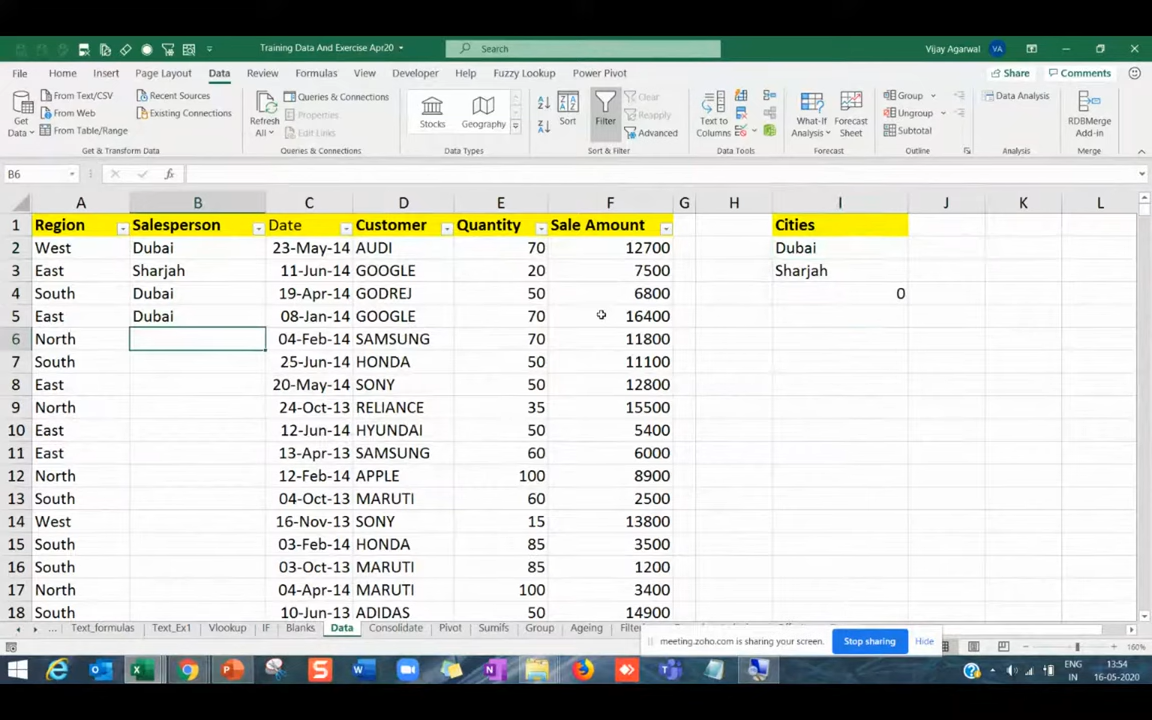 Training Data And Exercise Apr20
Search
Vijay Agarwal VA
File Home Insert Page Layout Data Review Formulas View Developer Help Fuzzy Lookup Power Pivot Share Comments
Get Data
From Text/CSV
From Web
From Table/Range
Recent Sources
Existing Connections
Refresh All
Queries & Connections
Properties
Edit Links
Stocks Geography
Sort Filter
Clear
Reapply
Advanced
Text to Columns
What-If Analysis
Forecast Sheet
Group
Ungroup
Subtotal
Data Analysis
RDBMerge Add-in
Get & Transform Data Queries & Connections Data Types Sort & Filter Data Tools Forecast Outline Analysis Merge
B6 fx
A B C D E F G H I J K L
1 Region Salesperson Date Customer Quantity Sale Amount Cities
2 West Dubai 23-May-14 AUDI 70 12700 Dubai
3 East Sharjah 11-Jun-14 GOOGLE 20 7500 Sharjah
4 South Dubai 19-Apr-14 GODREJ 50 6800 0
5 East Dubai 08-Jan-14 GOOGLE 70 16400
6 North 04-Feb-14 SAMSUNG 70 11800
7 South 25-Jun-14 HONDA 50 11100
8 East 20-May-14 SONY 50 12800
9 North 24-Oct-13 RELIANCE 35 15500
10 East 12-Jun-14 HYUNDAI 50 5400
11 East 13-Apr-13 SAMSUNG 60 6000
12 North 12-Feb-14 APPLE 100 8900
13 South 04-Oct-13 MARUTI 60 2500
14 West 16-Nov-13 SONY 15 13800
15 South 03-Feb-14 HONDA 85 3500
16 South 03-Oct-13 MARUTI 85 1200
17 North 04-Apr-14 MARUTI 100 3400
18 South 10-Jun-13 ADIDAS 50 14900
... Text_formulas Text_Ex1 Vlookup IF Blanks Data Consolidate Pivot Sumifs Group Ageing
meeting.zoho.com is sharing your screen. Stop sharing Hide
160%
ENG
IN
13:54
16-05-2020